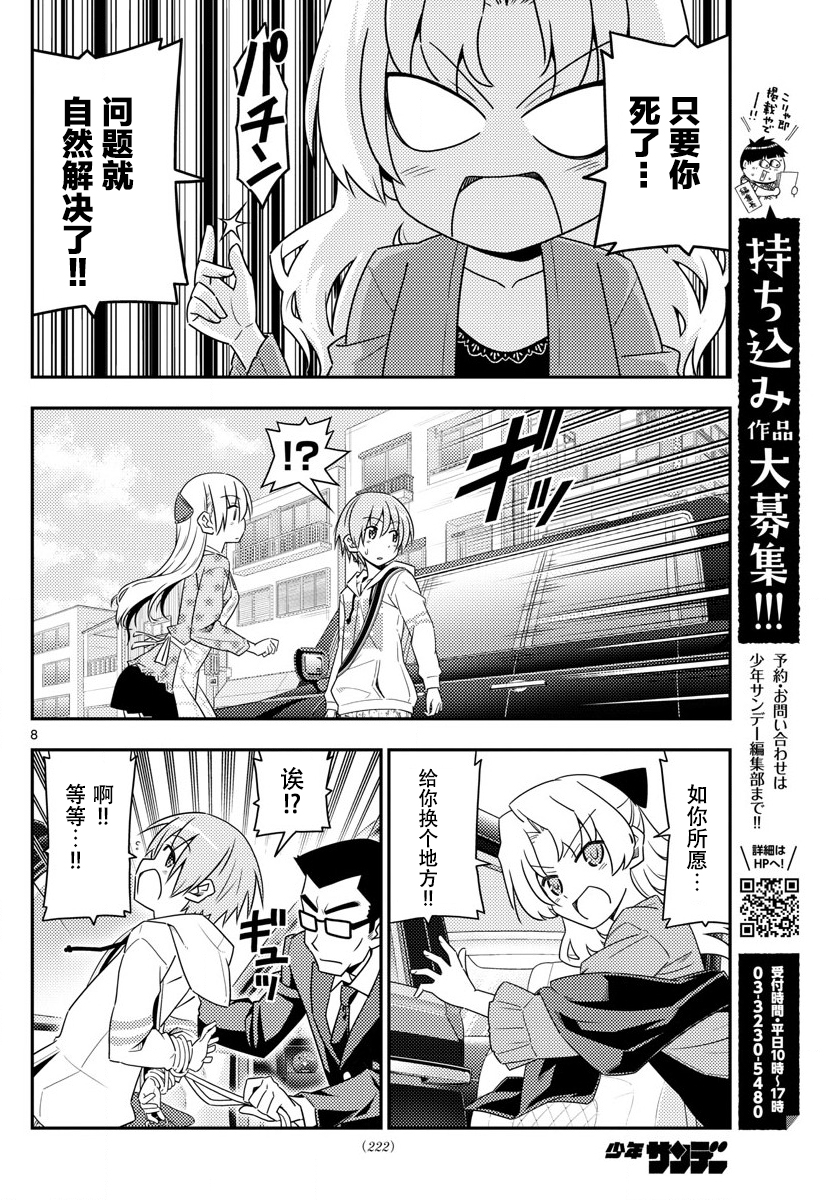 只要你
死了…
パチン
问题就
自然解决了!!
!?
ギッ
8
如你所愿…
给你换个地方!!
诶!?
啊!!
等等…!!
ギュッ
(222)
少年サンデー
こりゃ即
掲載やで
ー!!
編集者
持ち込み作品大募集!!!
予約・お問い合わせは
少年サンデー編集部まで!!
詳細は
HPへ!
受付時間・平日10時〜17時
03-3230-5480